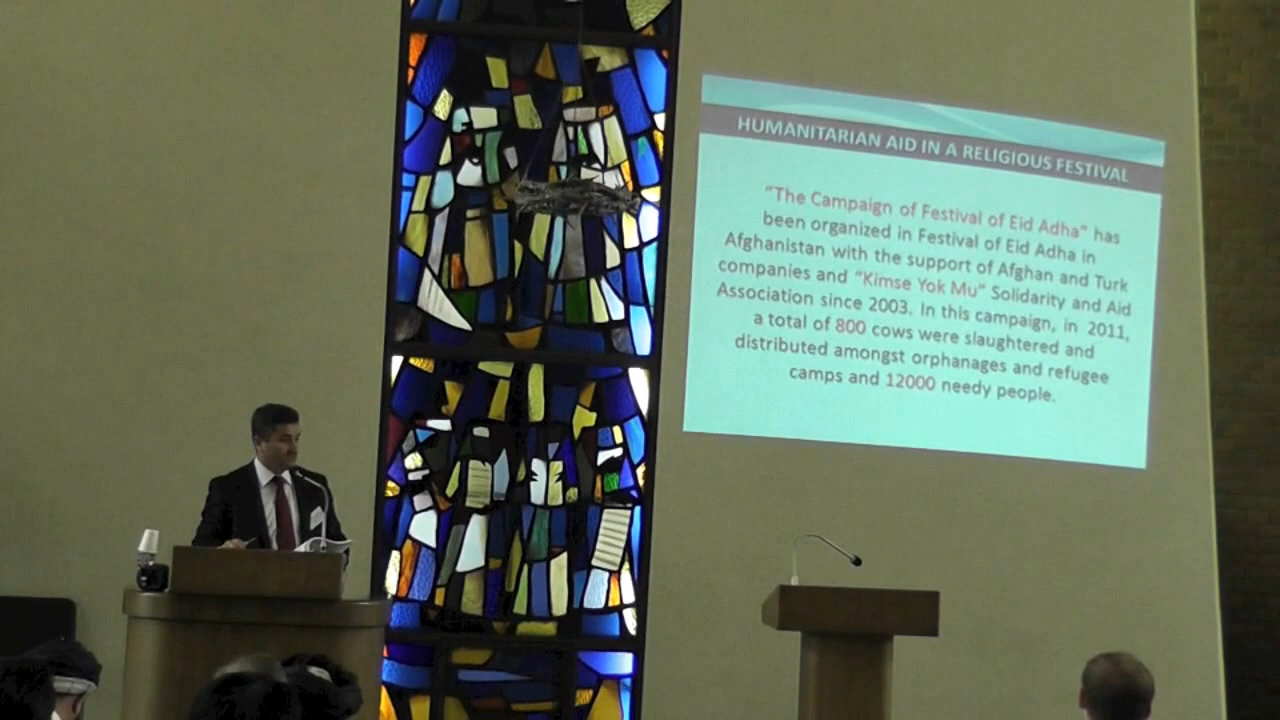 HUMANITARIAN AID IN A RELIGIOUS FESTIVAL
"The Campaign of Festival of Eid Adha" has
been organized in Festival of Eid Adha in
Afghanistan with the support of Afghan and Turk
companies and "Kimse Yok Mu" Solidarity and Aid
Association since 2003. In this campaign, in 2011,
a total of 800 cows were slaughtered and
distributed amongst orphanages and refugee
camps and 12000 needy people.